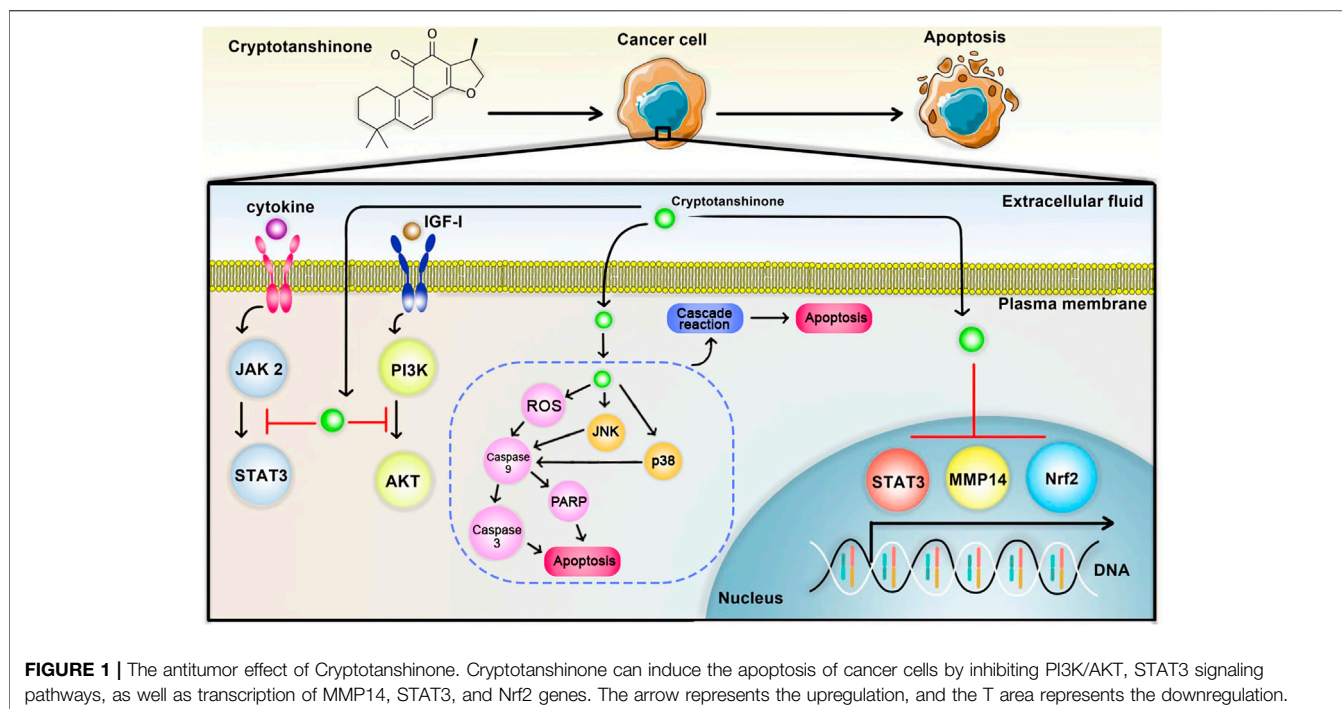 Cryptotanshinone
Cancer cell
Apoptosis
O
O
O
Cryptotanshinone
Extracellular fluid
cytokine
IGF-I
Plasma membrane
Cascade
reaction
Apoptosis
JAK 2
PI3K
ROS
JNK
Caspase
9
p38
STAT3
AKT
PARP
Caspase
3
Apoptosis
STAT3
MMP14
Nrf2
DNA
Nucleus
FIGURE 1 | The antitumor effect of Cryptotanshinone. Cryptotanshinone can induce the apoptosis of cancer cells by inhibiting PI3K/AKT, STAT3 signaling
pathways, as well as transcription of MMP14, STAT3, and Nrf2 genes. The arrow represents the upregulation, and the T area represents the downregulation.